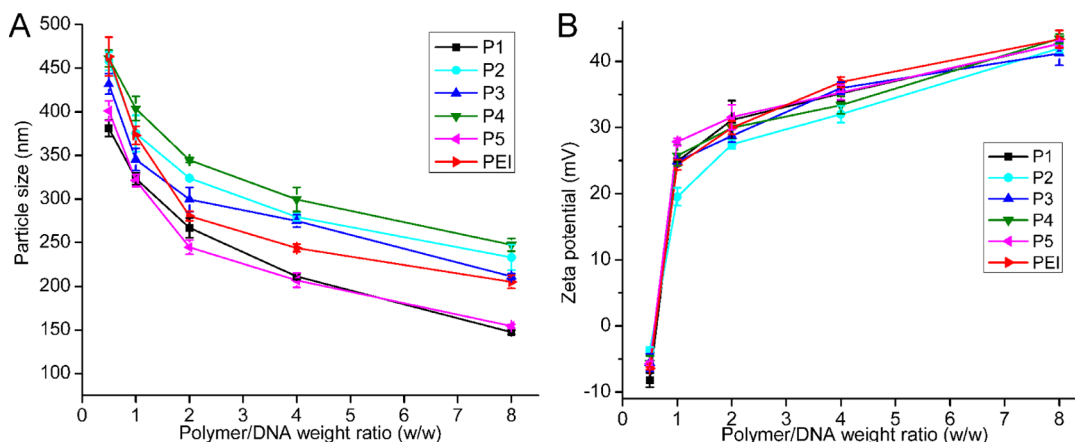 A
Particle size (nm)
500
450
400
350
300
250
200
150
100
0 1 2 3 4 5 6 7 8
Polymer/DNA weight ratio (w/w)
P1
P2
P3
P4
P5
PEI
B
Zeta potential (mV)
40
30
20
10
0
-10
0 1 2 3 4 5 6 7 8
Polymer/DNA weight ratio (w/w)
P1
P2
P3
P4
P5
PEI